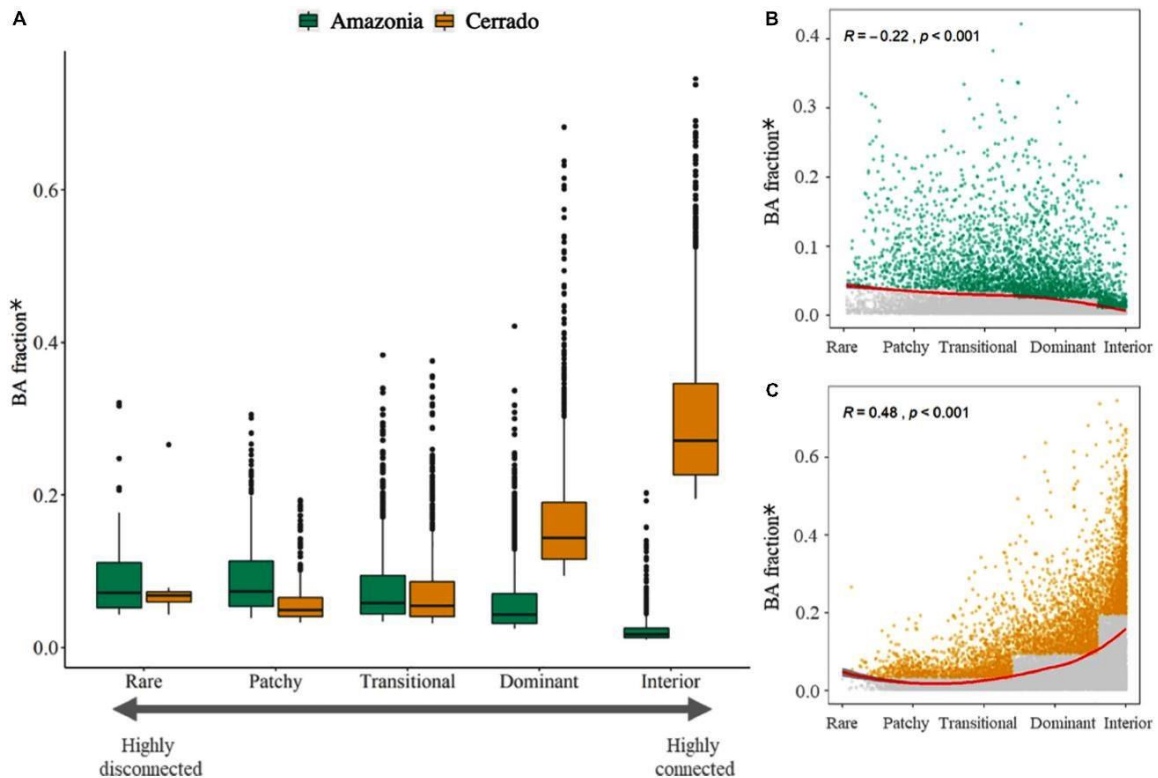 A
Amazonia Cerrado
BA fraction*
0.6
0.4
0.2
0.0
Rare Patchy Transitional Dominant Interior
Highly disconnected
Highly connected
B
R = – 0.22 , p < 0.001
BA fraction*
0.4
0.3
0.2
0.1
0.0
Rare Patchy Transitional Dominant Interior
C
R = 0.48 , p < 0.001
BA fraction*
0.6
0.4
0.2
0.0
Rare Patchy Transitional Dominant Interior